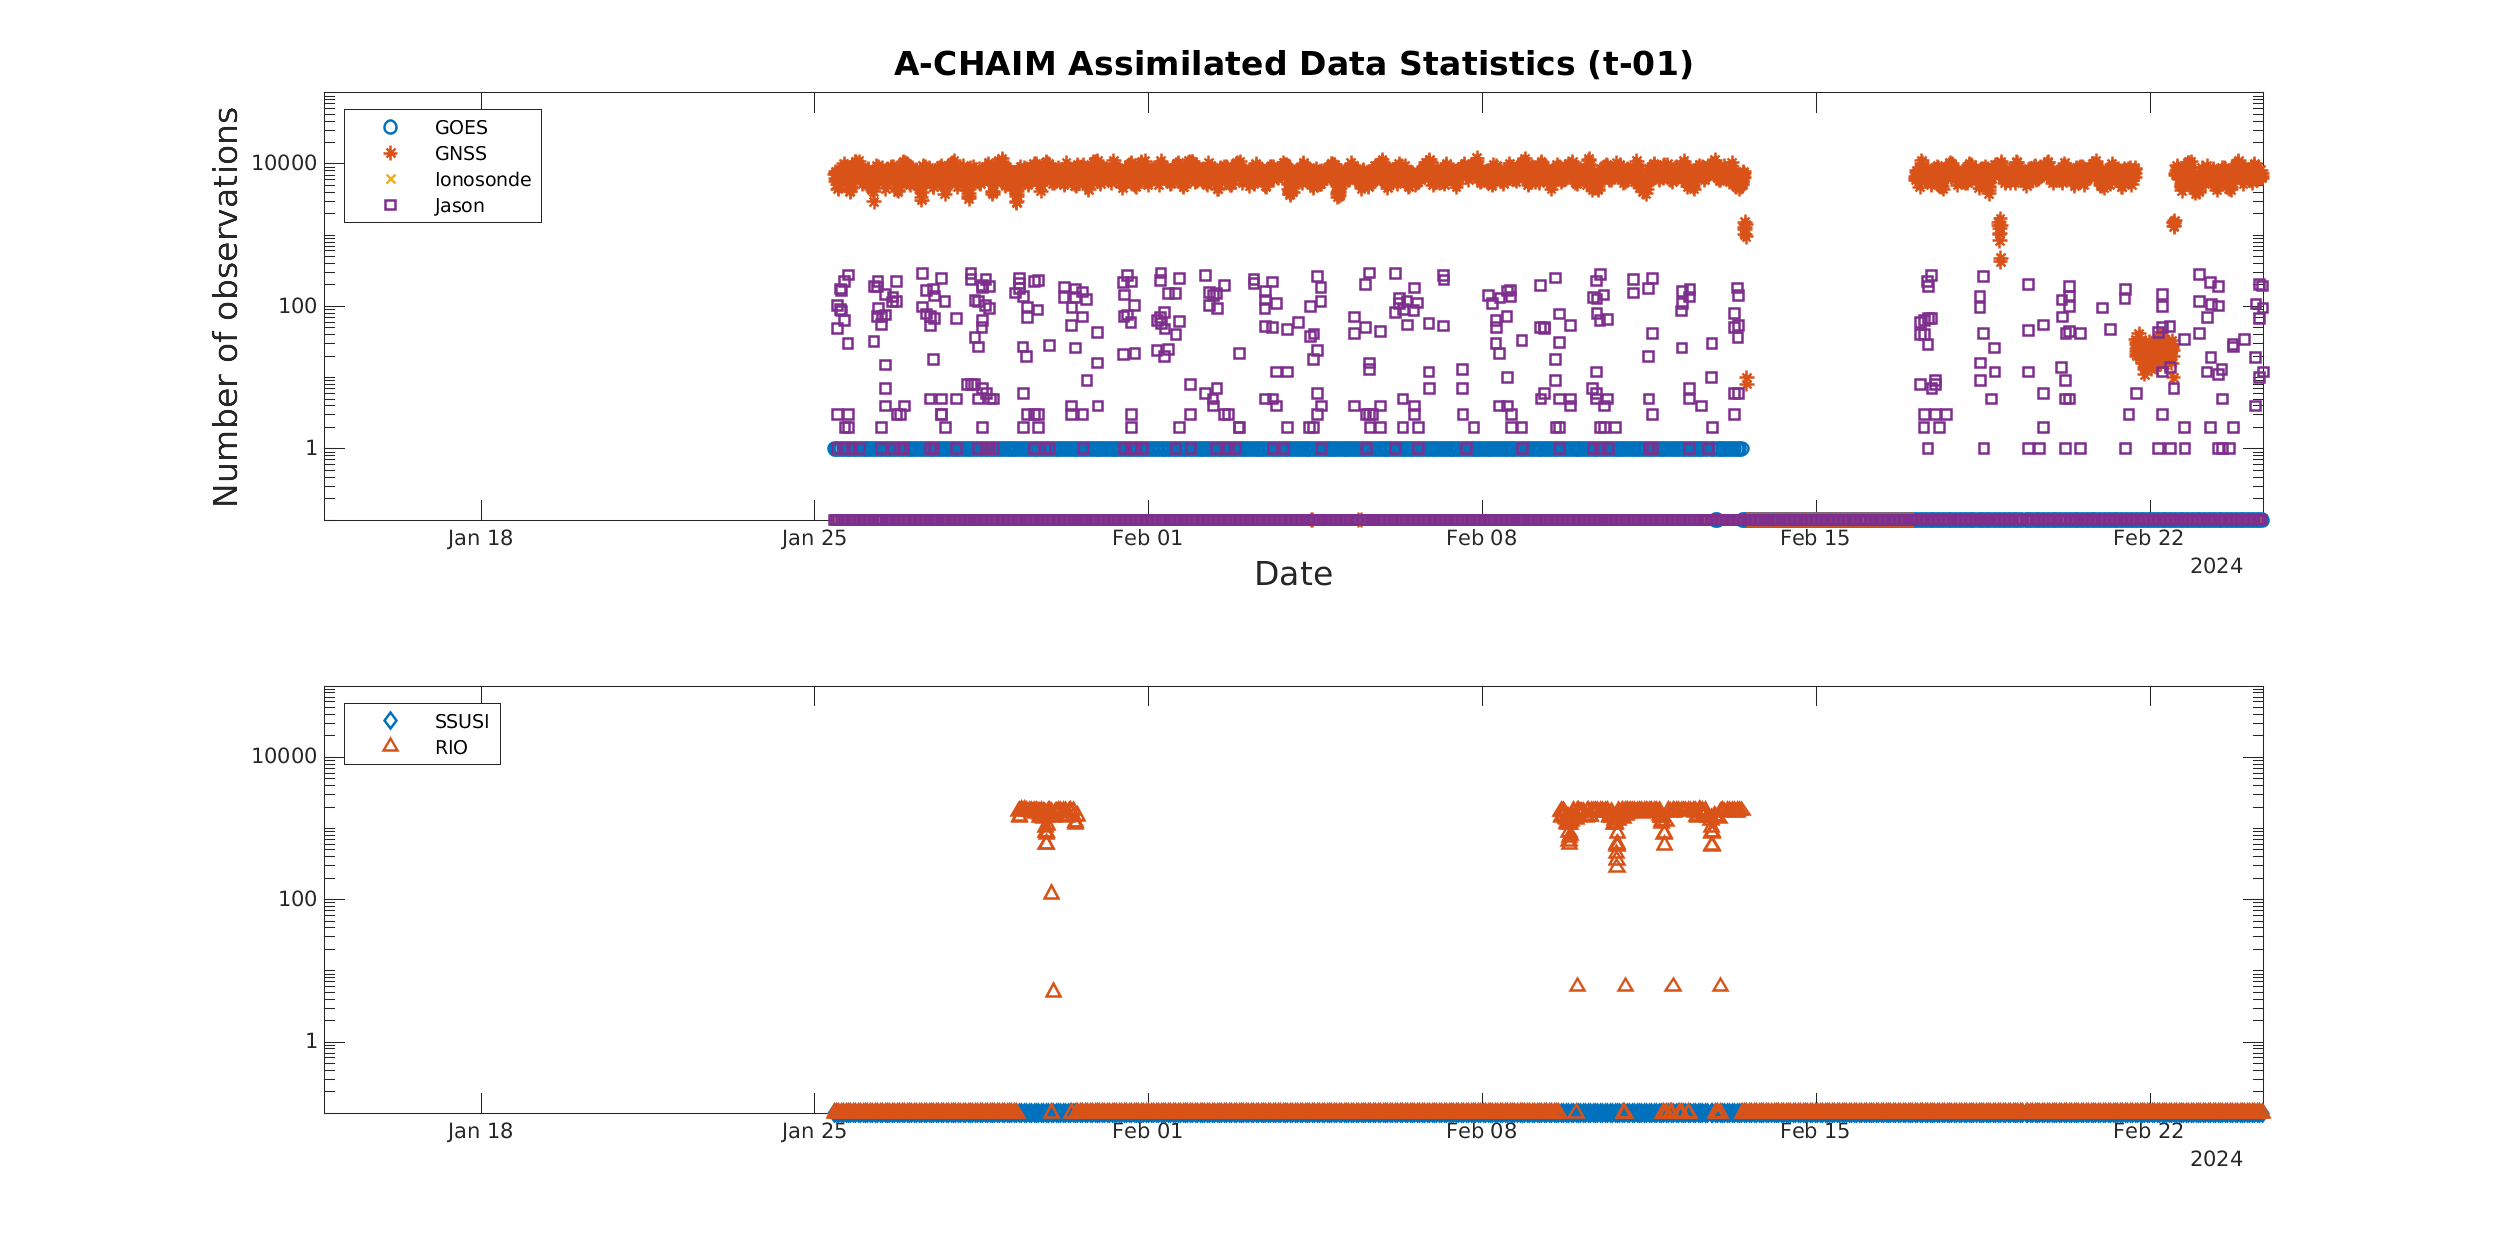 A-CHAIM Assimilated Data Statistics (t-01)
Number of observations
10000
100
1
GOES
GNSS
Ionosonde
Jason
Jan 18
Jan 25
Feb 01
Feb 08
Feb 15
Feb 22
2024
Date
10000
100
1
SSUSI
RIO
Jan 18
Jan 25
Feb 01
Feb 08
Feb 15
Feb 22
2024